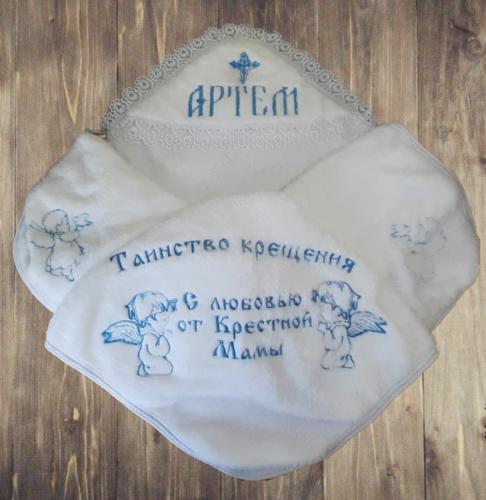 АРТЕМ
Таинство крещения
С любовью
от Крестной
Мамы